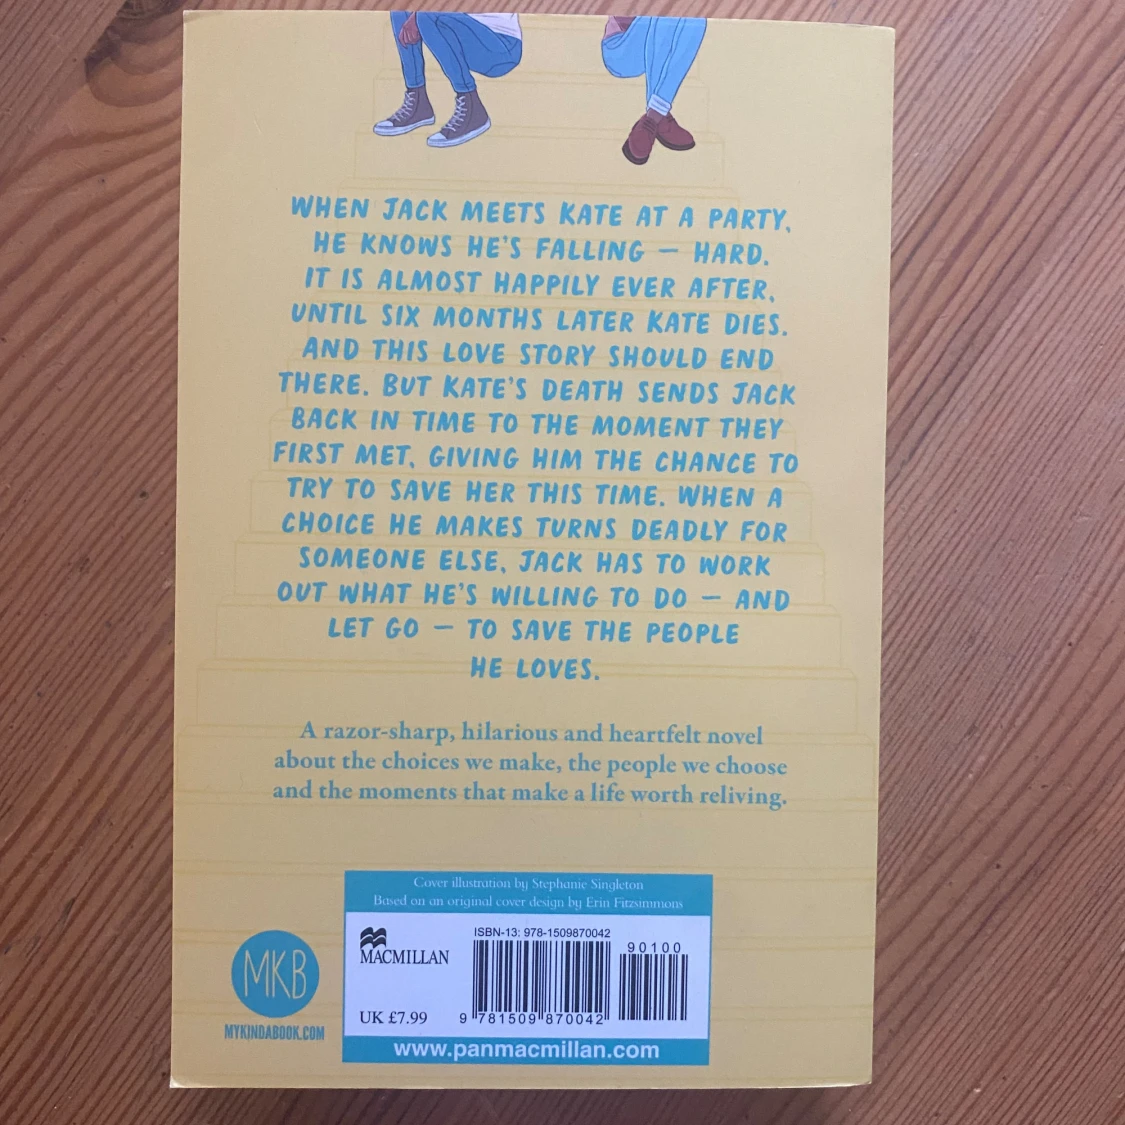 WHEN JACK MEETS KATE AT A PARTY,
HE KNOWS HE'S FALLING — HARD.
IT IS ALMOST HAPPILY EVER AFTER,
UNTIL SIX MONTHS LATER KATE DIES.
AND THIS LOVE STORY SHOULD END
THERE. BUT KATE'S DEATH SENDS JACK
BACK IN TIME TO THE MOMENT THEY
FIRST MET, GIVING HIM THE CHANCE TO
TRY TO SAVE HER THIS TIME. WHEN A
CHOICE HE MAKES TURNS DEADLY FOR
SOMEONE ELSE, JACK HAS TO WORK
OUT WHAT HE'S WILLING TO DO — AND
LET GO — TO SAVE THE PEOPLE
HE LOVES.
A razor-sharp, hilarious and heartfelt novel
about the choices we make, the people we choose
and the moments that make a life worth reliving.
Cover illustration by Stephanie Singleton
Based on an original cover design by Erin Fitzsimmons
ISBN-13: 978-1509870042
90100
MACMILLAN
UK £7.99
9 781509 870042
www.panmacmillan.com
MKB
MYKINDABOOK.COM